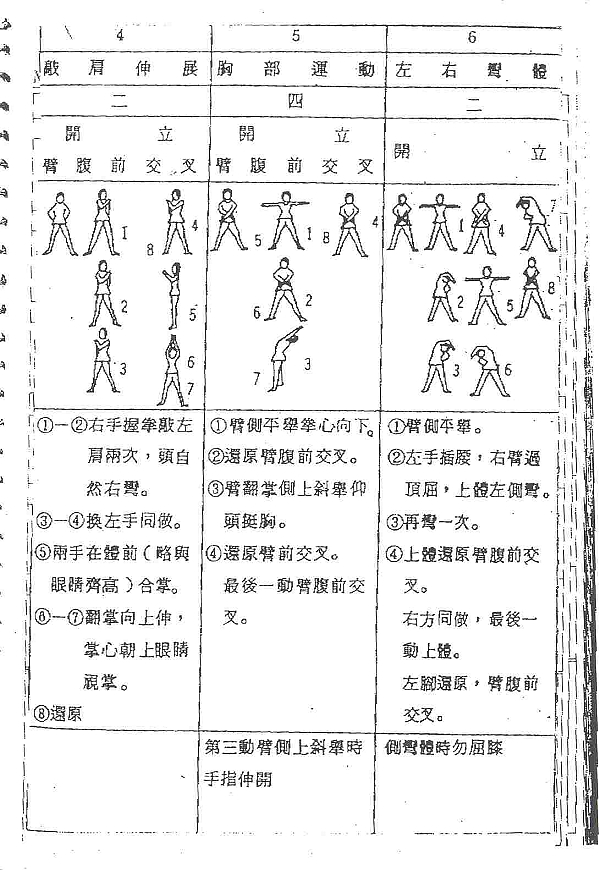 4
5
6
敲肩伸展
胸部運動
左右彎體
二
四
二
開立
臂腹前交叉
開立
臂腹前交叉
開立
1
4
8
2
5
3
6
7
5
1
8
4
2
6
7
3
1
4
7
2
5
8
3
6
①—②右手握拳敲左
肩兩次，頭自
然右彎。
③—④換左手同做。
⑤兩手在體前（略與
眼睛齊高）合掌。
⑥—⑦翻掌向上伸，
掌心朝上眼睛
視掌。
⑧還原
①臂側平舉拳心向下。
②還原臂腹前交叉。
③臂翻掌側上斜舉仰
頭挺胸。
④還原臂前交叉。
最後一動臂腹前交
叉。
①臂側平舉。
②左手插腰，右臂過
頂屈，上體左側彎。
③再彎一次。
④上體還原臂腹前交
叉。
右方同做，最後一
動上體。
左腳還原，臂腹前
交叉。
第三動臂側上斜舉時
手指伸開
側彎體時勿屈膝